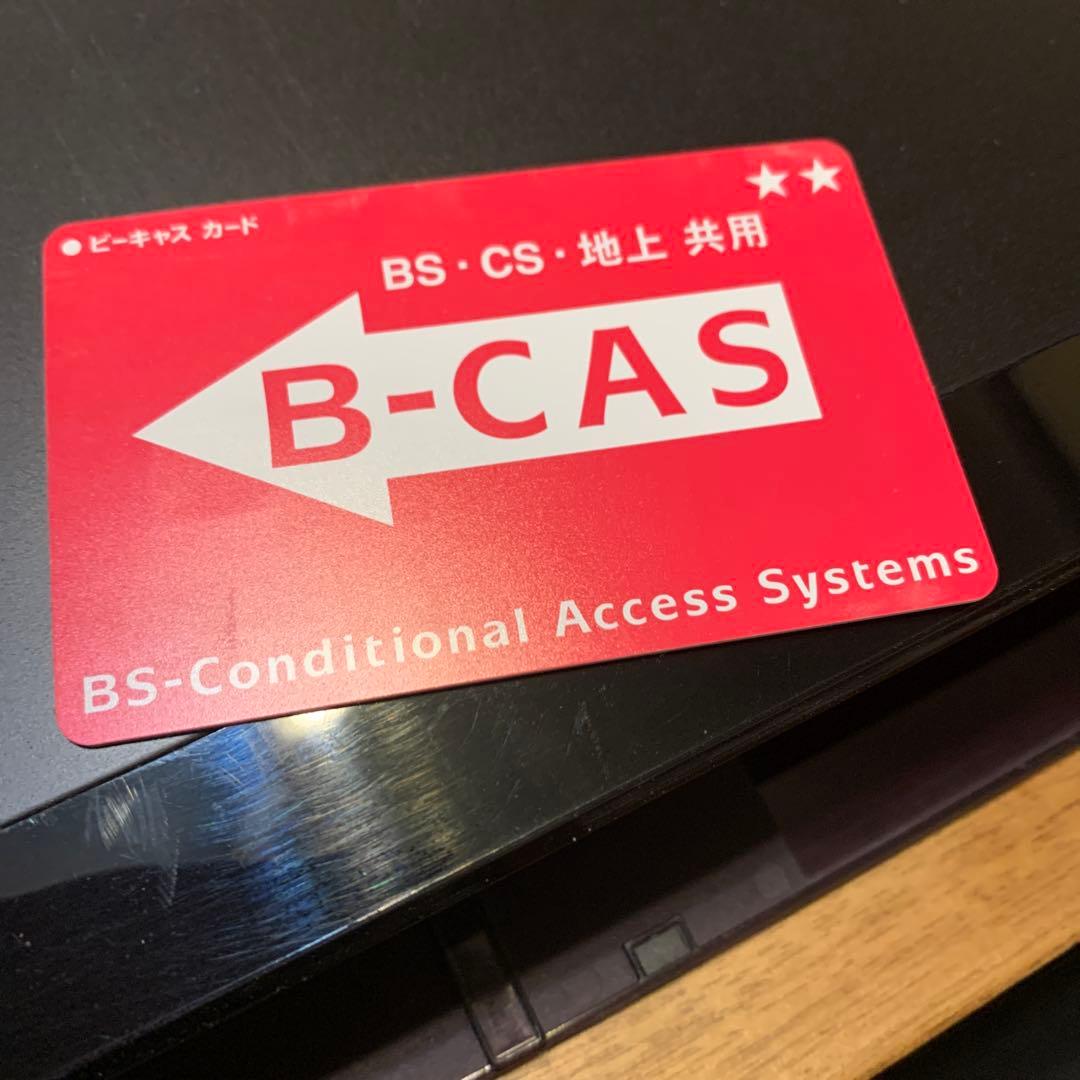 ★★
● ビーキャス カード
BS・CS・地上 共用
B-CAS
BS-Conditional Access Systems